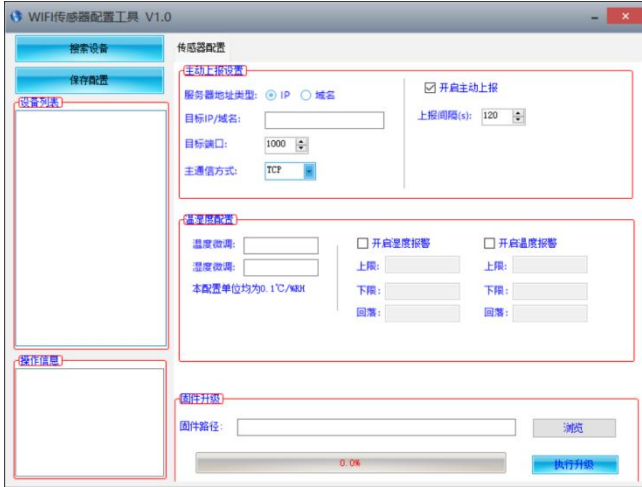 WIFI传感器配置工具 V1.0
搜索设备
保存配置
设备列表
操作信息
传感器配置
主动上报设置
服务器地址类型: IP 域名
目标IP/域名:
目标端口: 1000
主通信方式: TCP
开启主动上报
上报间隔(s): 120
温湿度配置
温度微调:
湿度微调:
本配置单位均为0.1℃/%RH
开启湿度报警
上限:
下限:
回落:
开启温度报警
上限:
下限:
回落:
固件升级
固件路径: 浏览
0.0% 执行升级